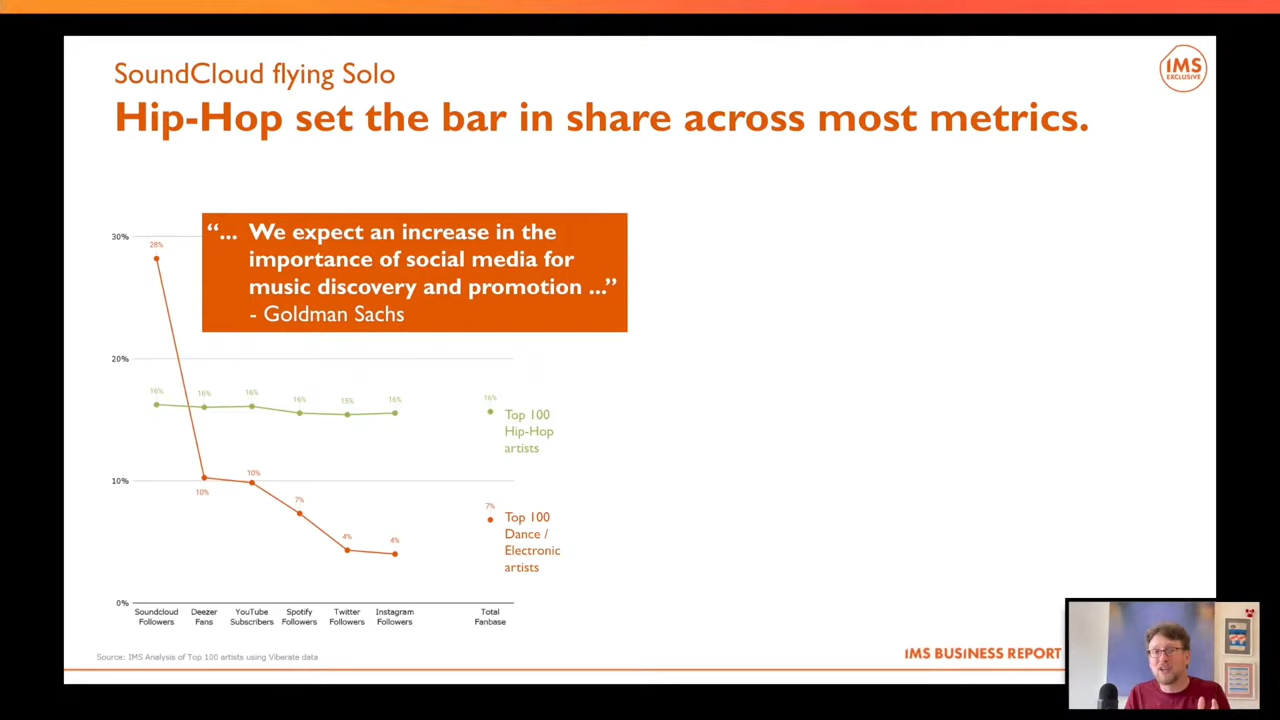 SoundCloud flying Solo
IMS
EXCLUSIVE
Hip-Hop set the bar in share across most metrics.
“... We expect an increase in the
importance of social media for
music discovery and promotion ...”
- Goldman Sachs
30%
28%
20%
16% 16% 16% 16% 15% 16% 16%
Top 100
Hip-Hop
artists
10%
10% 10% 7% 4% 4% 7%
Top 100
Dance /
Electronic
artists
0%
Soundcloud Followers
Deezer Fans
YouTube Subscribers
Spotify Followers
Twitter Followers
Instagram Followers
Total Fanbase
Source: IMS Analysis of Top 100 artists using Viberate data
IMS BUSINESS REPORT